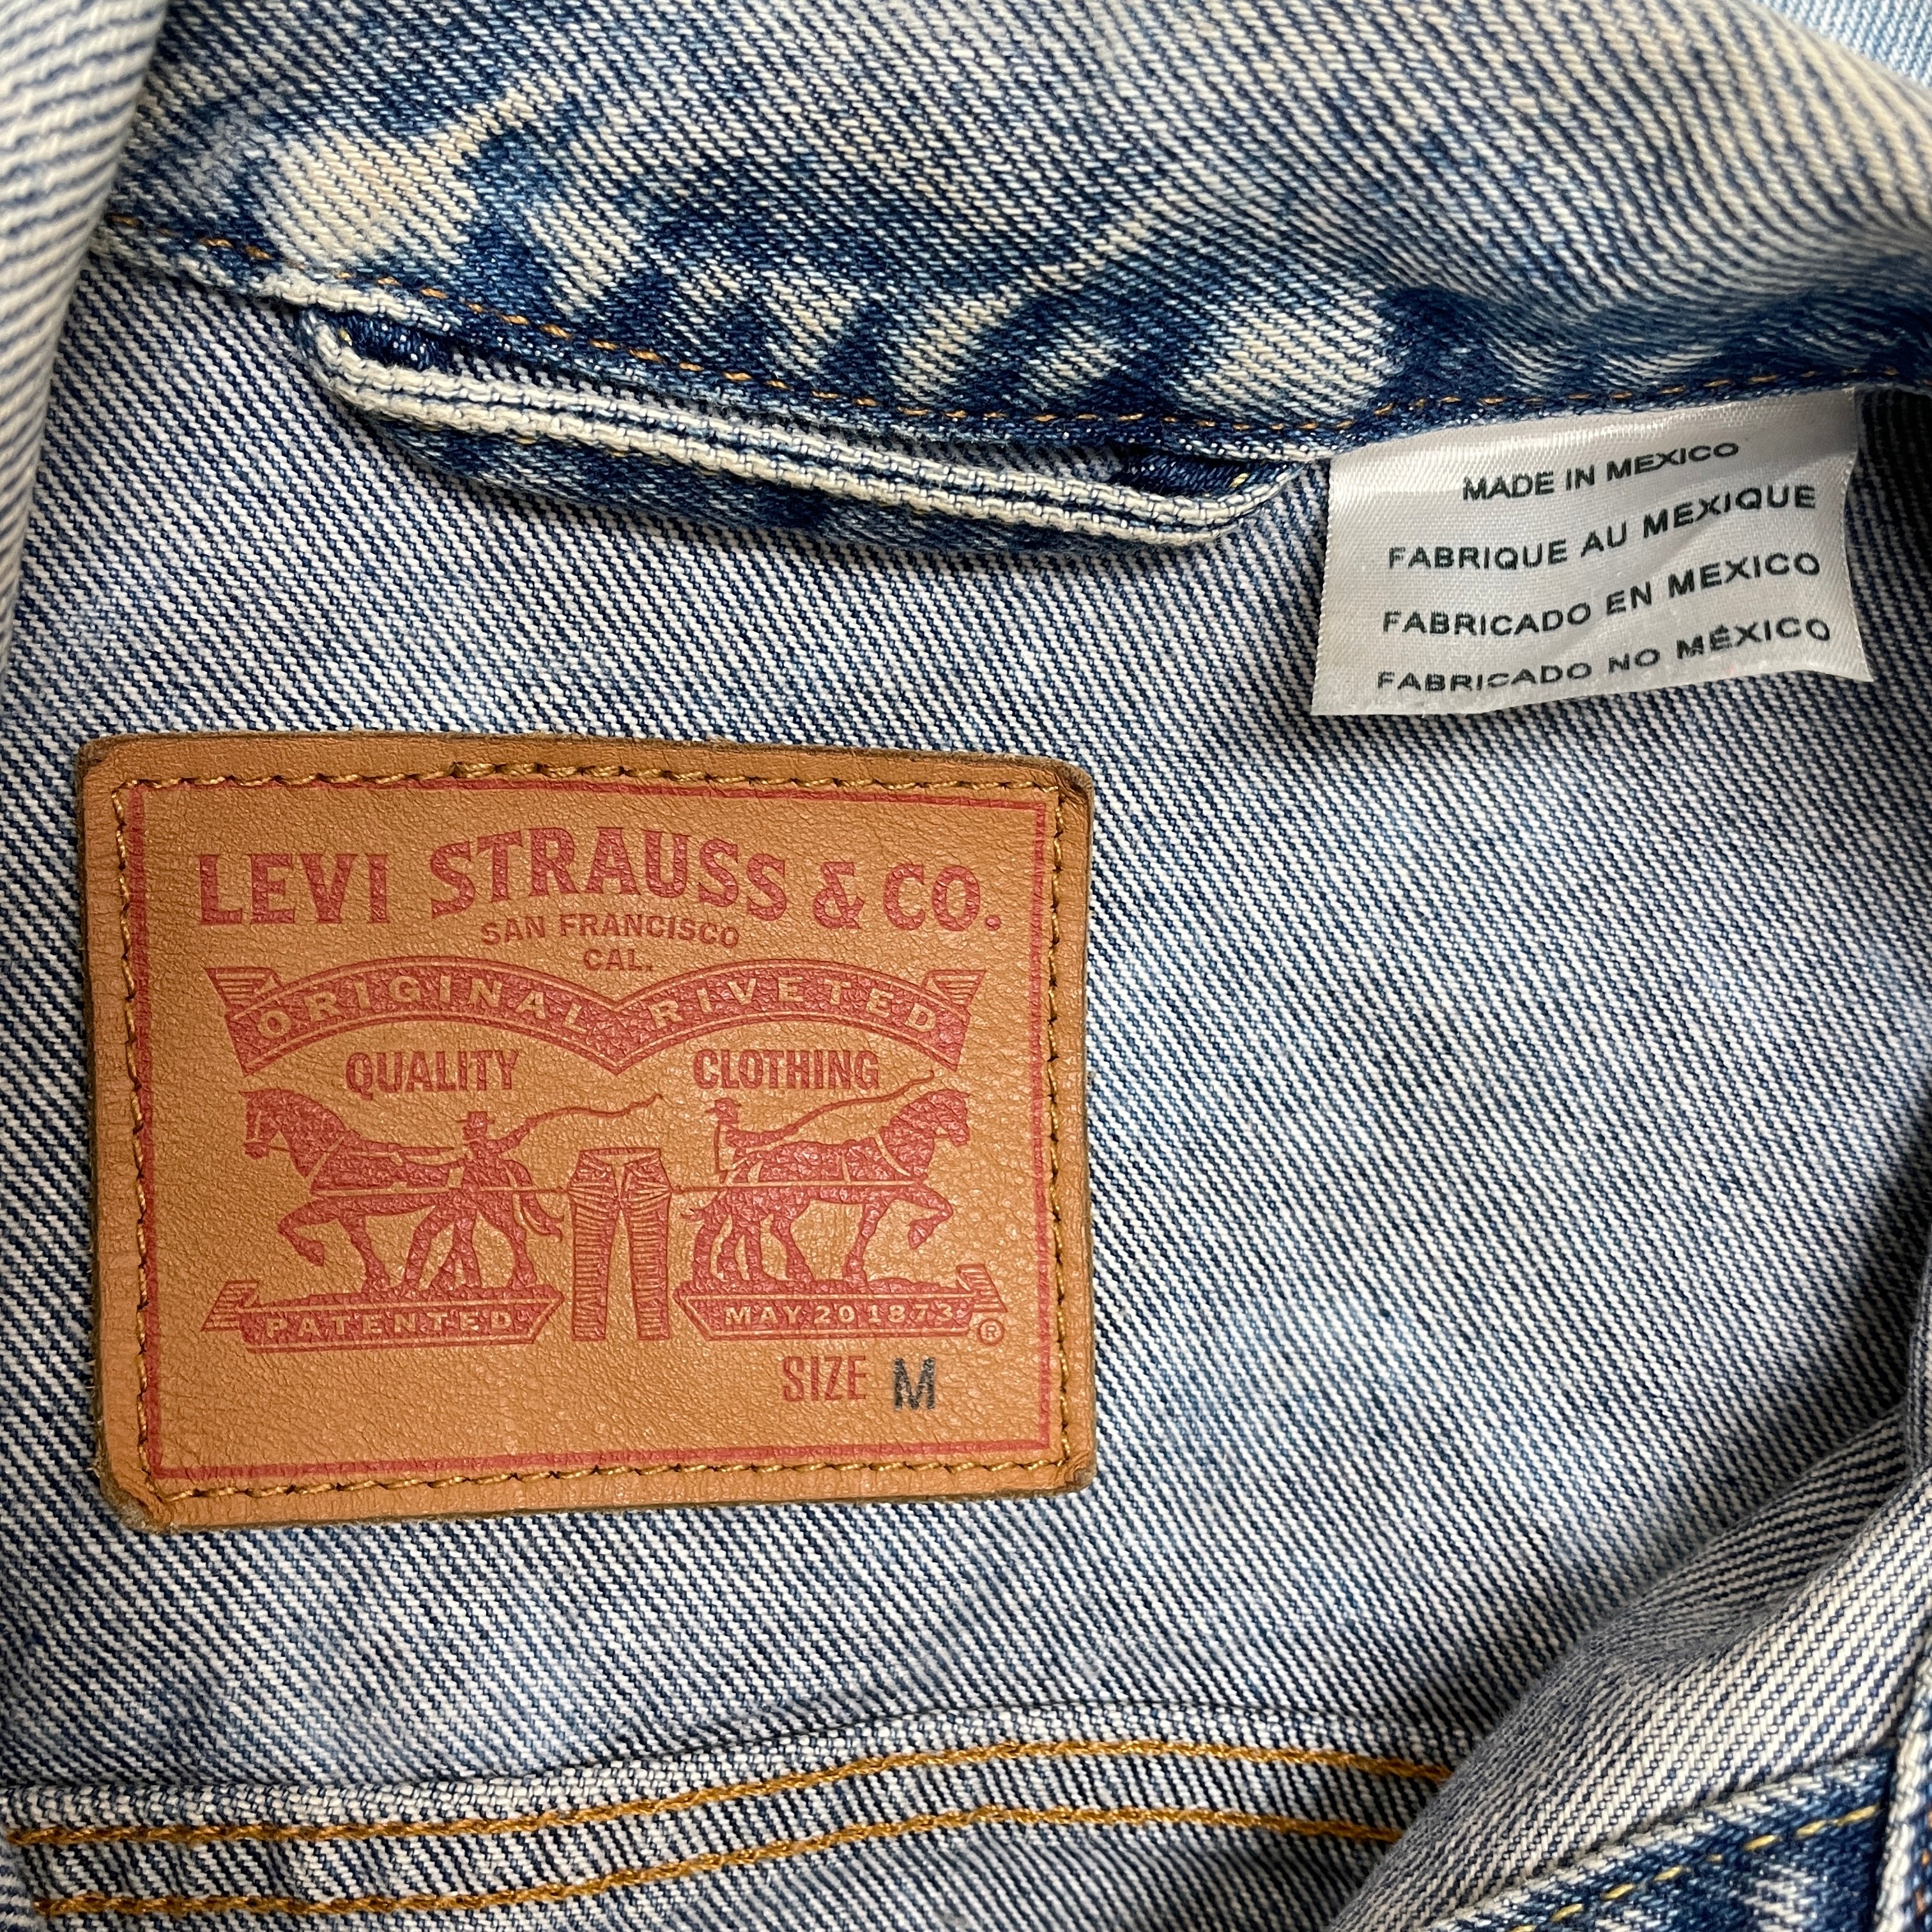 MADE IN MEXICO
FABRIQUE AU MEXIQUE
FABRICADO EN MEXICO
FABRICADO NO MÉXICO
LEVI STRAUSS & CO.
SAN FRANCISCO
CAL.
ORIGINAL RIVETED
QUALITY CLOTHING
PATENTED MAY 20 1873 ®
SIZE M